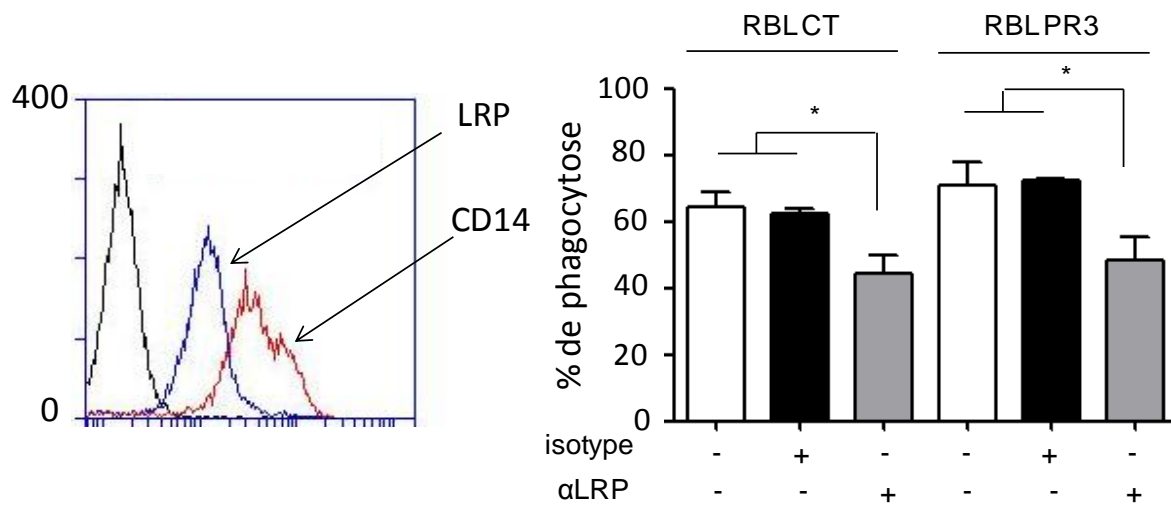 400
LRP
CD14
0
RBLCT
RBLPR3
*
*
% de phagocytose
100
80
60
40
20
0
isotype - + - - + -
αLRP - - + - - +